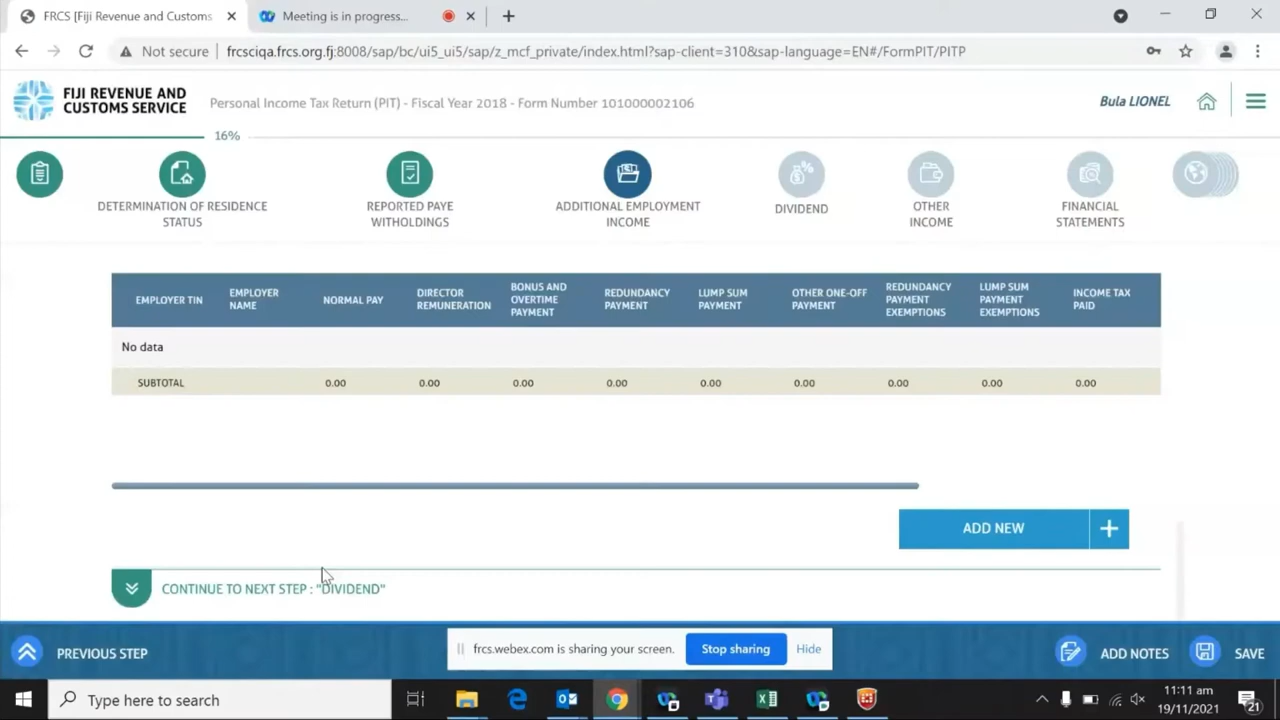 FRCS [Fiji Revenue and Customs
Meeting is in progress...
Not secure
frcsciqa.frcs.org.fj:8008/sap/bc/ui5_ui5/sap/z_mcf_private/index.html?sap-client=310&sap-language=EN#/FormPIT/PITP
FIJI REVENUE AND
CUSTOMS SERVICE
Personal Income Tax Return (PIT) - Fiscal Year 2018 - Form Number 101000002106
Bula LIONEL
16%
DETERMINATION OF RESIDENCE
STATUS
REPORTED PAYE
WITHOLDINGS
ADDITIONAL EMPLOYMENT
INCOME
DIVIDEND
OTHER
INCOME
FINANCIAL
STATEMENTS
EMPLOYER TIN
EMPLOYER
NAME
NORMAL PAY
DIRECTOR
REMUNERATION
BONUS AND
OVERTIME
PAYMENT
REDUNDANCY
PAYMENT
LUMP SUM
PAYMENT
OTHER ONE-OFF
PAYMENT
REDUNDANCY
PAYMENT
EXEMPTIONS
LUMP SUM
PAYMENT
EXEMPTIONS
INCOME TAX
PAID
No data
SUBTOTAL 0.00 0.00 0.00 0.00 0.00 0.00 0.00 0.00 0.00
ADD NEW
CONTINUE TO NEXT STEP : "DIVIDEND"
PREVIOUS STEP
frcs.webex.com is sharing your screen.
Stop sharing
Hide
ADD NOTES
SAVE
Type here to search
11:11 am
19/11/2021
21